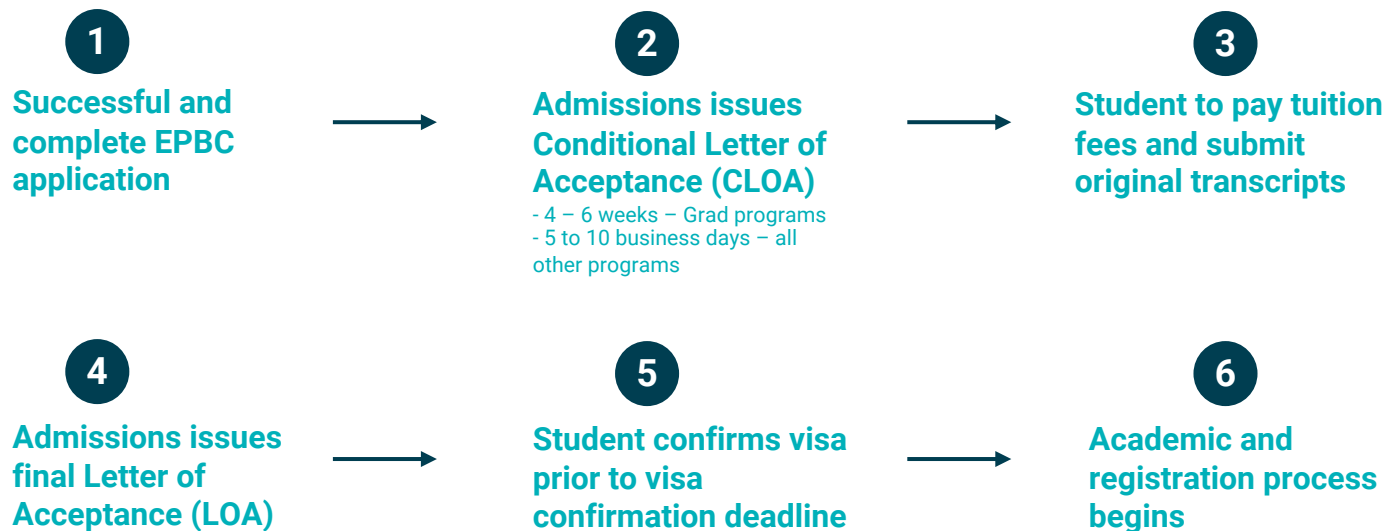 1
Successful and
complete EPBC
application
2
Admissions issues
Conditional Letter of
Acceptance (CLOA)
- 4 – 6 weeks – Grad programs
- 5 to 10 business days – all
other programs
3
Student to pay tuition
fees and submit
original transcripts
4
Admissions issues
final Letter of
Acceptance (LOA)
5
Student confirms visa
prior to visa
confirmation deadline
6
Academic and
registration process
begins